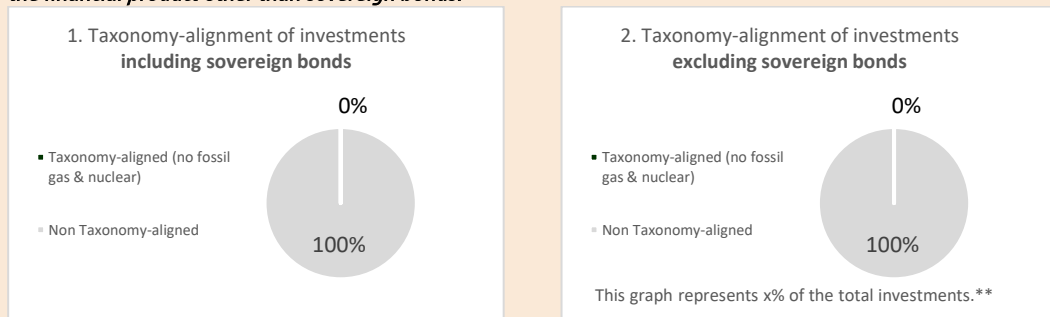 the financial product other than sovereign bonds.
1. Taxonomy-alignment of investments
including sovereign bonds
0%
Taxonomy-aligned (no fossil
gas & nuclear)
Non Taxonomy-aligned
100%
2. Taxonomy-alignment of investments
excluding sovereign bonds
0%
Taxonomy-aligned (no fossil
gas & nuclear)
Non Taxonomy-aligned
100%
This graph represents x% of the total investments.**